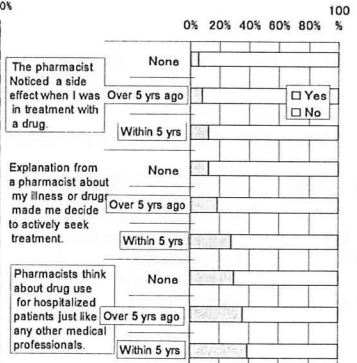 0%
100
0% 20% 40% 60% 80% %
The pharmacist
Noticed a side
effect when I was
in treatment with
a drug.
None
Over 5 yrs ago
Within 5 yrs
Yes
No
Explanation from
a pharmacist about
my illness or drugs
made me decide
to actively seek
treatment.
None
Over 5 yrs ago
Within 5 yrs
Pharmacists think
about drug use
for hospitalized
patients just like
any other medical
professionals.
None
Over 5 yrs ago
Within 5 yrs